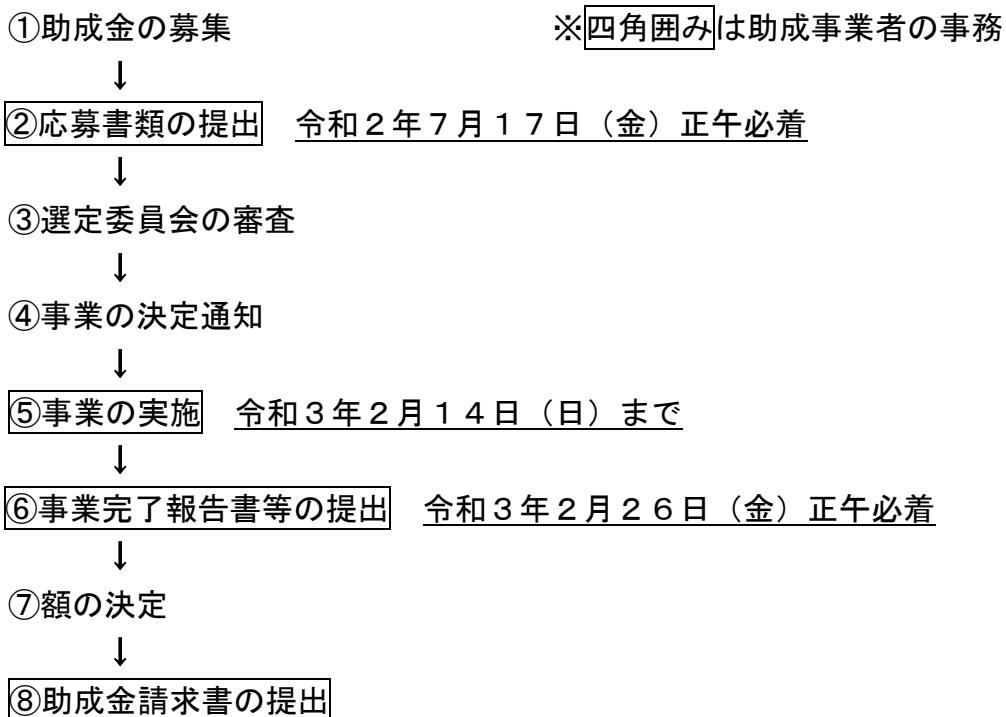 ①助成金の募集　※四角囲みは助成事業者の事務
↓
②応募書類の提出　令和２年７月１７日（金）正午必着
↓
③選定委員会の審査
↓
④事業の決定通知
↓
⑤事業の実施　令和３年２月１４日（日）まで
↓
⑥事業完了報告書等の提出　令和３年２月２６日（金）正午必着
↓
⑦額の決定
↓
⑧助成金請求書の提出